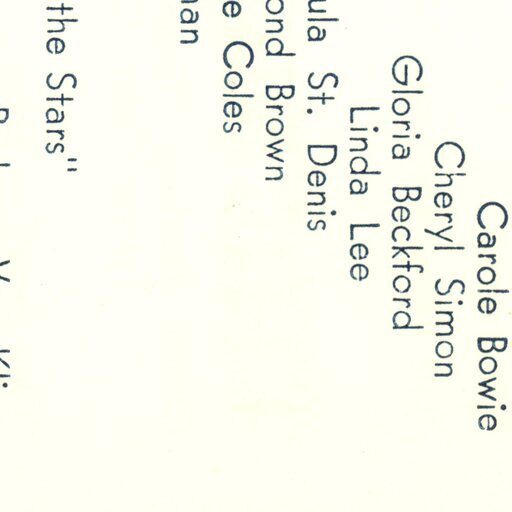 Carole Bowie
Cheryl Simon
Gloria Beckford
Linda Lee
ula St. Denis
ond Brown
e Coles
nan
the Stars"